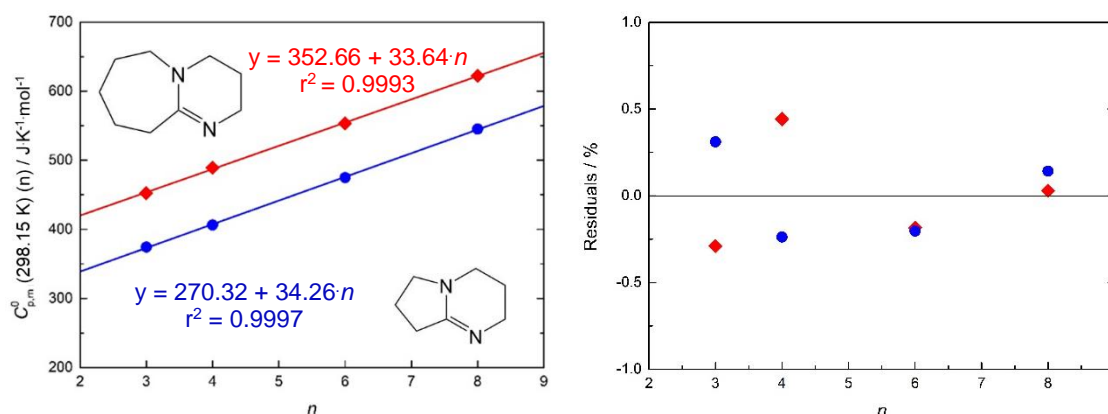 700
600
500
400
300
200
2 3 4 5 6 7 8 9
n
C⁰p,m (298.15 K) (n) / J·K⁻¹·mol⁻¹
N
N
y = 352.66 + 33.64·n
r² = 0.9993
y = 270.32 + 34.26·n
r² = 0.9997
N
N
1.0
0.5
0.0
-0.5
-1.0
2 3 4 5 6 7 8
n
Residuals / %